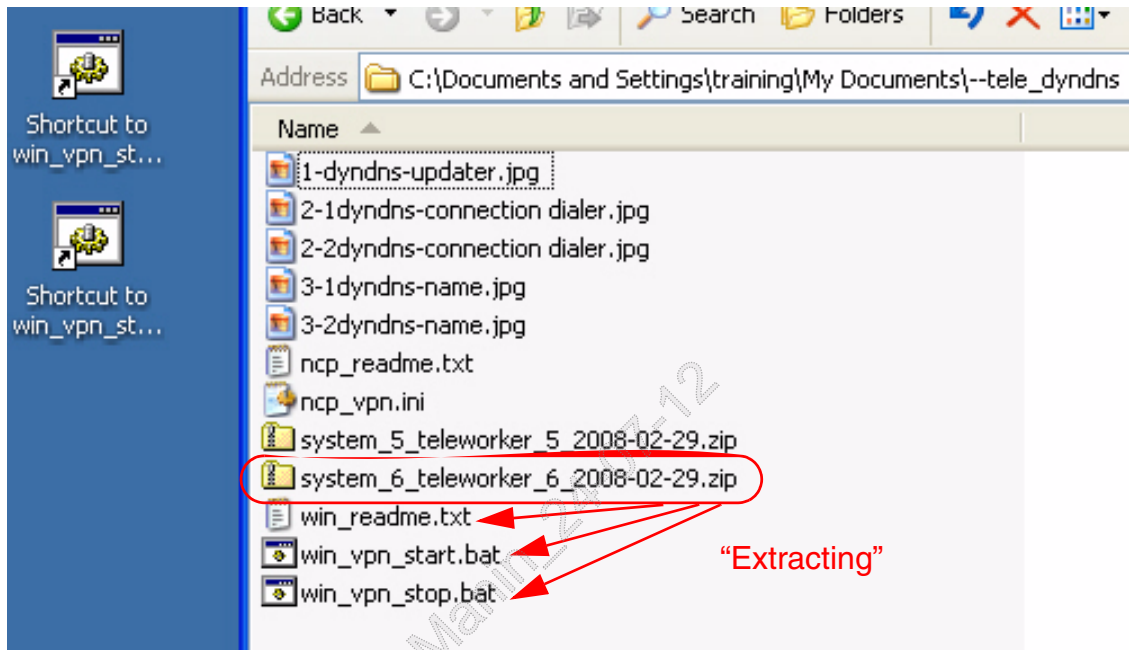 Back
Search
Folders
Address C:\Documents and Settings\training\My Documents\--tele_dyndns
Name
1-dyndns-updater.jpg
2-1dyndns-connection dialer.jpg
2-2dyndns-connection dialer.jpg
3-1dyndns-name.jpg
3-2dyndns-name.jpg
ncp_readme.txt
ncp_vpn.ini
system_5_teleworker_5_2008-02-29.zip
system_6_teleworker_6_2008-02-29.zip
win_readme.txt
win_vpn_start.bat
win_vpn_stop.bat
“Extracting”
Shortcut to
win_vpn_st...
Shortcut to
win_vpn_st...